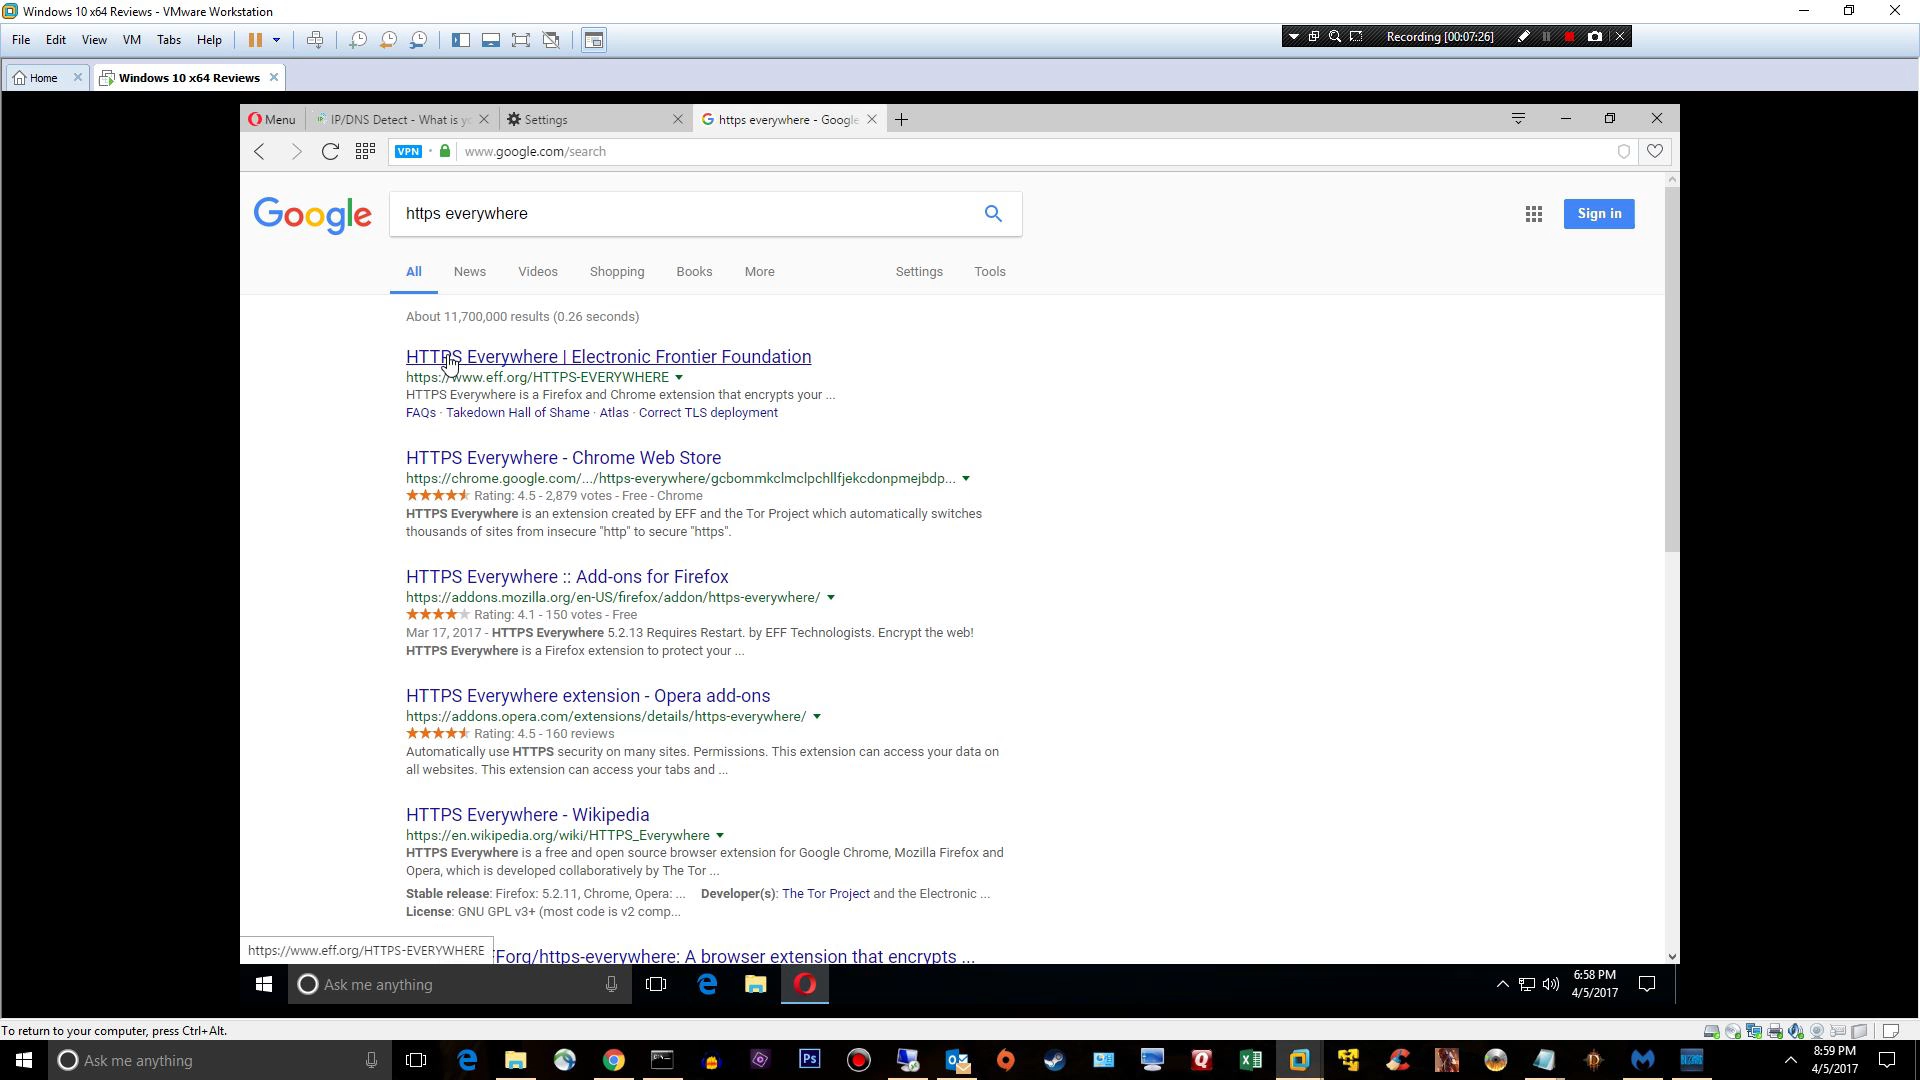 Windows 10 x64 Reviews - VMware Workstation
File Edit View VM Tabs Help
Recording [00:07:26]
Home Windows 10 x64 Reviews
Menu IP/DNS Detect - What is yo Settings https everywhere - Google
VPN www.google.com/search
Google https everywhere Sign in
All News Videos Shopping Books More Settings Tools
About 11,700,000 results (0.26 seconds)
HTTPS Everywhere | Electronic Frontier Foundation
https://www.eff.org/HTTPS-EVERYWHERE
HTTPS Everywhere is a Firefox and Chrome extension that encrypts your ...
FAQs · Takedown Hall of Shame · Atlas · Correct TLS deployment
HTTPS Everywhere - Chrome Web Store
https://chrome.google.com/.../https-everywhere/gcbommkclmclpchllfjekcdonpmejbdp...
Rating: 4.5 - 2,879 votes - Free - Chrome
HTTPS Everywhere is an extension created by EFF and the Tor Project which automatically switches
thousands of sites from insecure "http" to secure "https".
HTTPS Everywhere :: Add-ons for Firefox
https://addons.mozilla.org/en-US/firefox/addon/https-everywhere/
Rating: 4.1 - 150 votes - Free
Mar 17, 2017 - HTTPS Everywhere 5.2.13 Requires Restart. by EFF Technologists. Encrypt the web!
HTTPS Everywhere is a Firefox extension to protect your ...
HTTPS Everywhere extension - Opera add-ons
https://addons.opera.com/extensions/details/https-everywhere/
Rating: 4.5 - 160 reviews
Automatically use HTTPS security on many sites. Permissions. This extension can access your data on
all websites. This extension can access your tabs and ...
HTTPS Everywhere - Wikipedia
https://en.wikipedia.org/wiki/HTTPS_Everywhere
HTTPS Everywhere is a free and open source browser extension for Google Chrome, Mozilla Firefox and
Opera, which is developed collaboratively by The Tor ...
Stable release: Firefox: 5.2.11, Chrome, Opera: ... Developer(s): The Tor Project and the Electronic ...
License: GNU GPL v3+ (most code is v2 comp...
https://www.eff.org/HTTPS-EVERYWHERE
Forg/https-everywhere: A browser extension that encrypts ...
Ask me anything
6:58 PM
4/5/2017
To return to your computer, press Ctrl+Alt.
Ask me anything
Ps
8:59 PM
4/5/2017